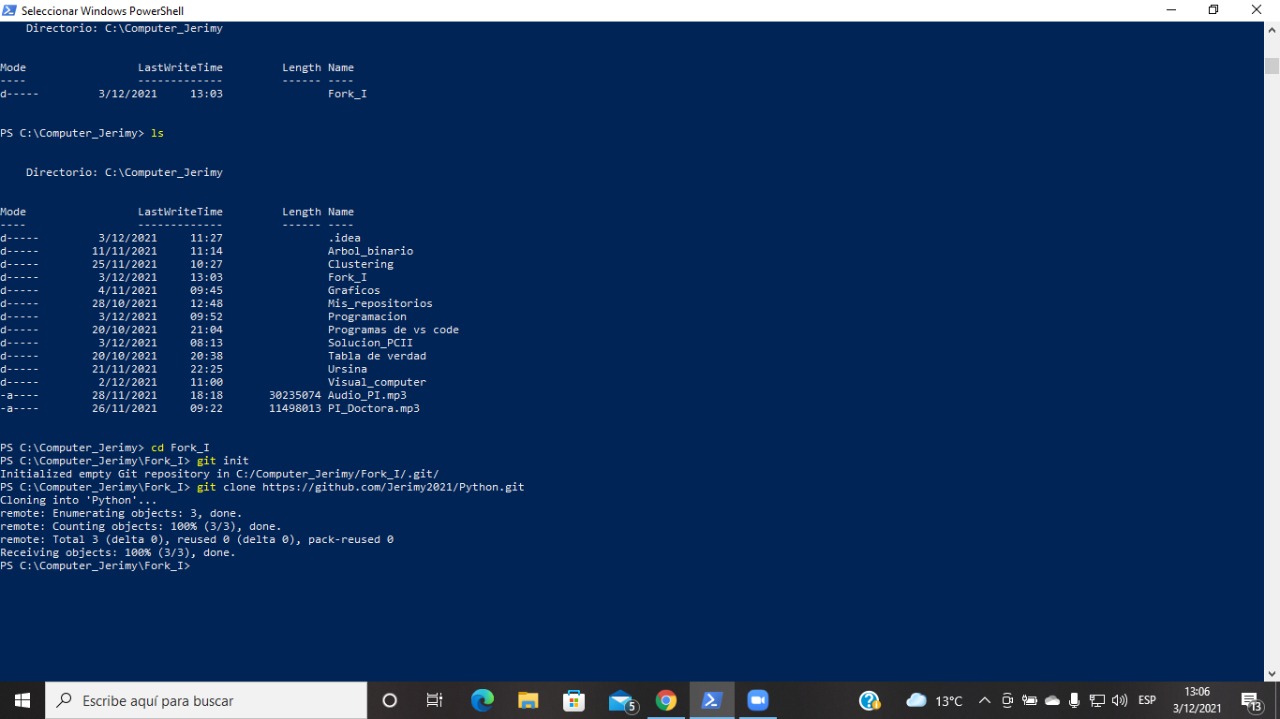 Seleccionar Windows PowerShell
Directorio: C:\Computer_Jerimy
Mode LastWriteTime Length Name
---- ------------- ------ ----
d----- 3/12/2021 13:03 Fork_I
PS C:\Computer_Jerimy> ls
Directorio: C:\Computer_Jerimy
Mode LastWriteTime Length Name
---- ------------- ------ ----
d----- 3/12/2021 11:27 .idea
d----- 11/11/2021 11:14 Arbol_binario
d----- 25/11/2021 10:27 Clustering
d----- 3/12/2021 13:03 Fork_I
d----- 4/11/2021 09:45 Graficos
d----- 28/10/2021 12:48 Mis_repositorios
d----- 3/12/2021 09:52 Programacion
d----- 20/10/2021 21:04 Programas de vs code
d----- 3/12/2021 08:13 Solucion_PCII
d----- 20/10/2021 20:38 Tabla de verdad
d----- 21/11/2021 22:25 Ursina
d----- 2/12/2021 11:00 Visual_computer
-a---- 28/11/2021 18:18 30235074 Audio_PI.mp3
-a---- 26/11/2021 09:22 11498013 PI_Doctora.mp3
PS C:\Computer_Jerimy> cd Fork_I
PS C:\Computer_Jerimy\Fork_I> git init
Initialized empty Git repository in C:/Computer_Jerimy/Fork_I/.git/
PS C:\Computer_Jerimy\Fork_I> git clone https://github.com/Jerimy2021/Python.git
Cloning into 'Python'...
remote: Enumerating objects: 3, done.
remote: Counting objects: 100% (3/3), done.
remote: Total 3 (delta 0), reused 0 (delta 0), pack-reused 0
Receiving objects: 100% (3/3), done.
PS C:\Computer_Jerimy\Fork_I>
Escribe aquí para buscar
5
13°C
ESP
13:06
3/12/2021
13